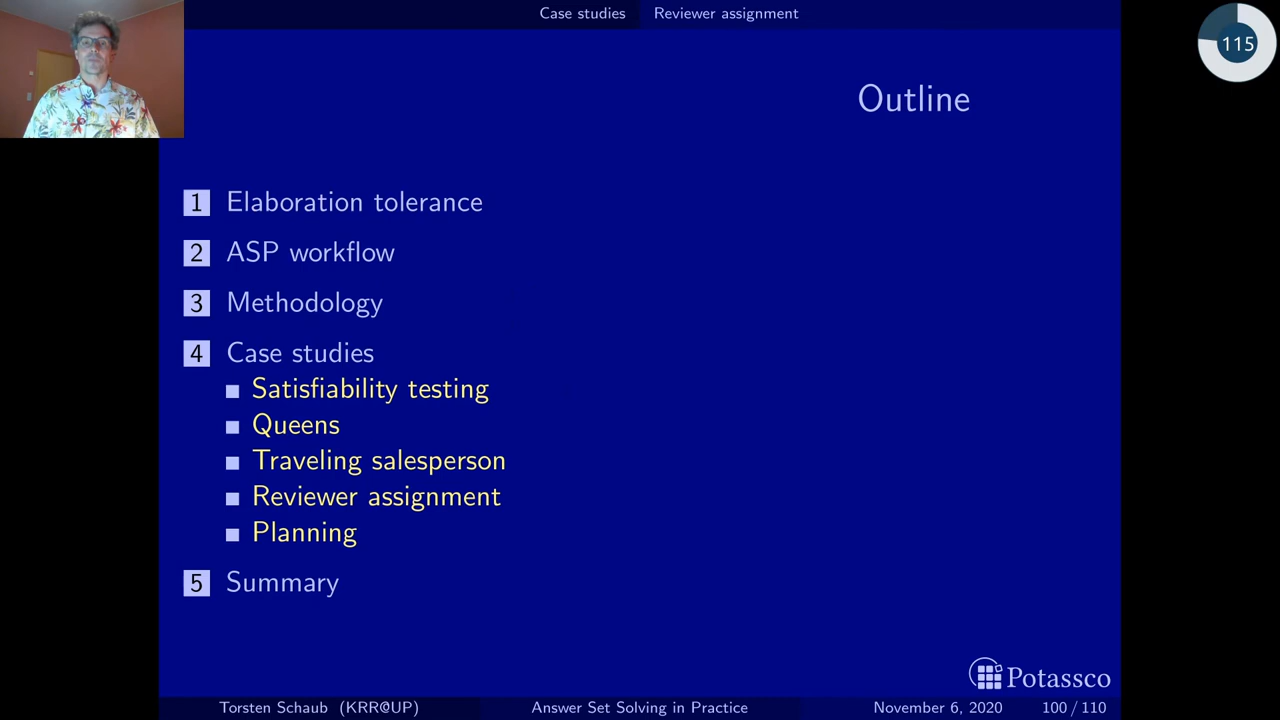 Case studies Reviewer assignment
115
Outline
1 Elaboration tolerance
2 ASP workflow
3 Methodology
4 Case studies
Satisfiability testing
Queens
Traveling salesperson
Reviewer assignment
Planning
5 Summary
Potassco
Torsten Schaub (KRR@UP) Answer Set Solving in Practice November 6, 2020 100 / 110